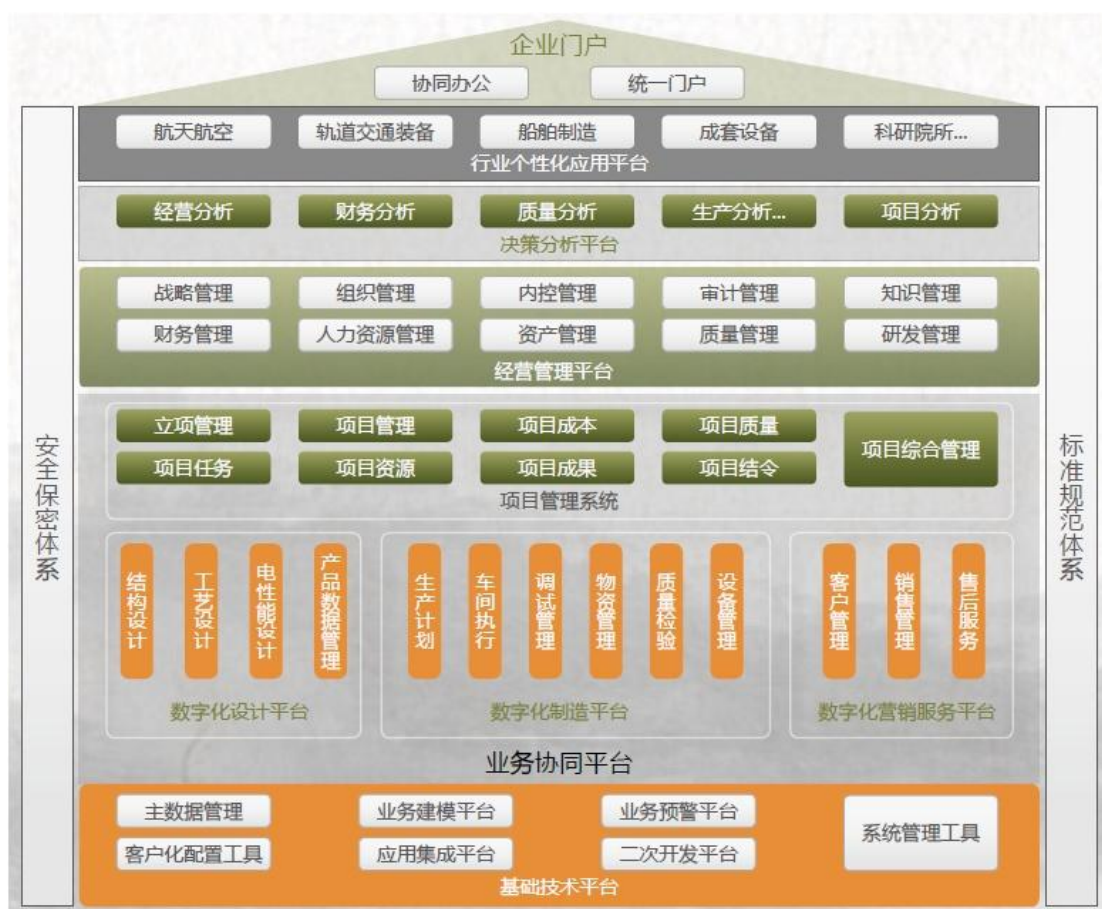 企业门户
协同办公 统一门户
航天航空 轨道交通装备 船舶制造 成套设备 科研院所...
行业个性化应用平台
经营分析 财务分析 质量分析 生产分析... 项目分析
决策分析平台
战略管理 组织管理 内控管理 审计管理 知识管理
财务管理 人力资源管理 资产管理 质量管理 研发管理
经营管理平台
立项管理 项目管理 项目成本 项目质量
项目综合管理
项目任务 项目资源 项目成果 项目结令
项目管理系统
安全保密体系
标准规范体系
结构设计
工艺设计
电性能设计
产品数据管理
数字化设计平台
生产计划
车间执行
调试管理
物资管理
质量检验
设备管理
数字化制造平台
客户管理
销售管理
售后服务
数字化营销服务平台
业务协同平台
主数据管理 业务建模平台 业务预警平台
系统管理工具
客户化配置工具 应用集成平台 二次开发平台
基础技术平台